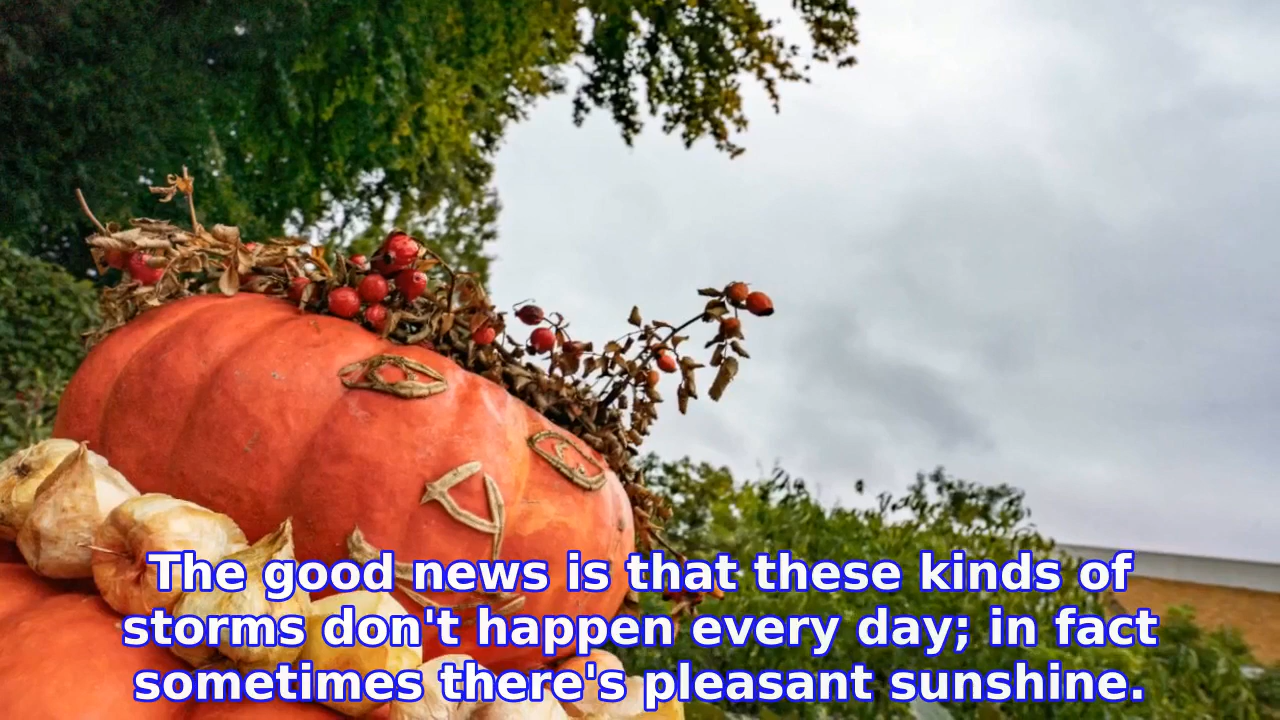 The good news is that these kinds of
storms don't happen every day; in fact
sometimes there's pleasant sunshine.